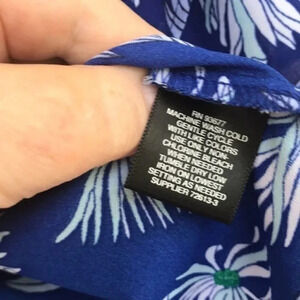 RN 93677
MACHINE WASH COLD
GENTLE CYCLE
WITH LIKE COLORS
USE ONLY NON-
CHLORINE BLEACH
WHEN NEEDED
TUMBLE DRY LOW
IRON ON LOWEST
SETTING AS NEEDED
SUPPLIER 72613-3